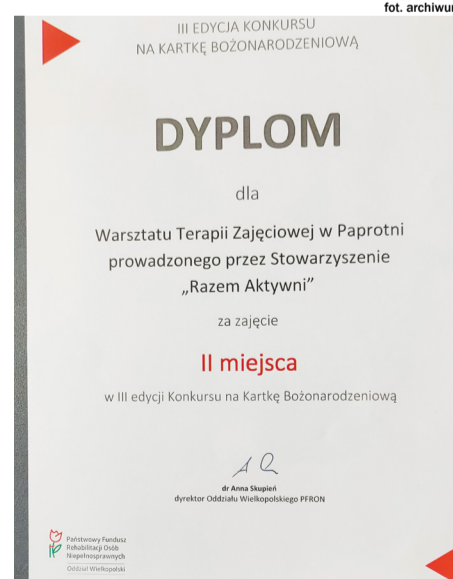 fot. archiwum
III EDYCJA KONKURSU
NA KARTKĘ BOŻONARODZENIOWĄ
DYPLOM
dla
Warsztatu Terapii Zajęciowej w Paprotni
prowadzonego przez Stowarzyszenie
„Razem Aktywni”
za zajęcie
II miejsca
w III edycji Konkursu na Kartkę Bożonarodzeniową
dr Anna Skupień
dyrektor Oddziału Wielkopolskiego PFRON
Państwowy Fundusz
Rehabilitacji Osób
Niepełnosprawnych
Oddział Wielkopolski